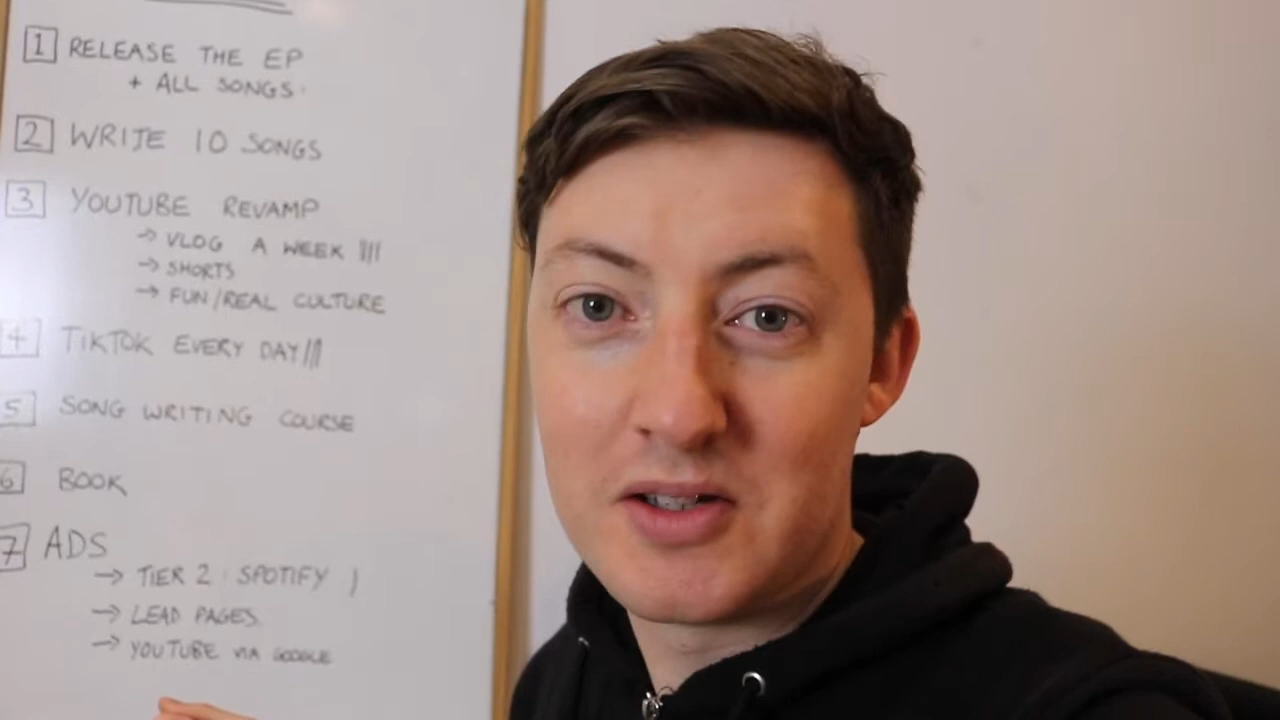 1 RELEASE THE EP
+ ALL SONGS
2 WRITE 10 SONGS
3 YOUTUBE REVAMP
→ VLOG A WEEK |||
→ SHORTS
→ FUN/REAL CULTURE
4 TIKTOK EVERY DAY |||
5 SONG WRITING COURSE
6 BOOK
7 ADS
→ TIER 2 : SPOTIFY |
→ LEAD PAGES
→ YOUTUBE VIA GOOGLE